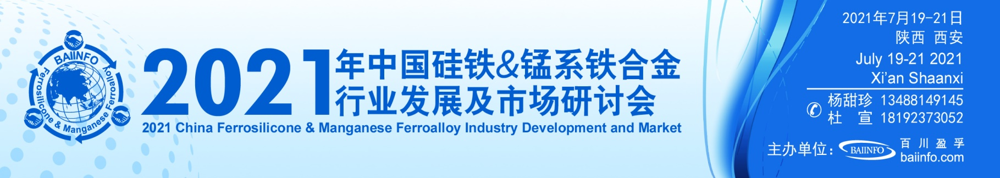 BAIINFO
Ferrosilicone & Manganese Ferroalloy
2021年中国硅铁&锰系铁合金
行业发展及市场研讨会
2021 China Ferrosilicone & Manganese Ferroalloy Industry Development and Market
2021年7月19-21日
陕西 西安
July 19-21 2021
Xi'an Shaanxi
杨甜珍 13488149145
杜 宣 18192373052
主办单位：BAIINFO 百川盈孚
baiinfo.com